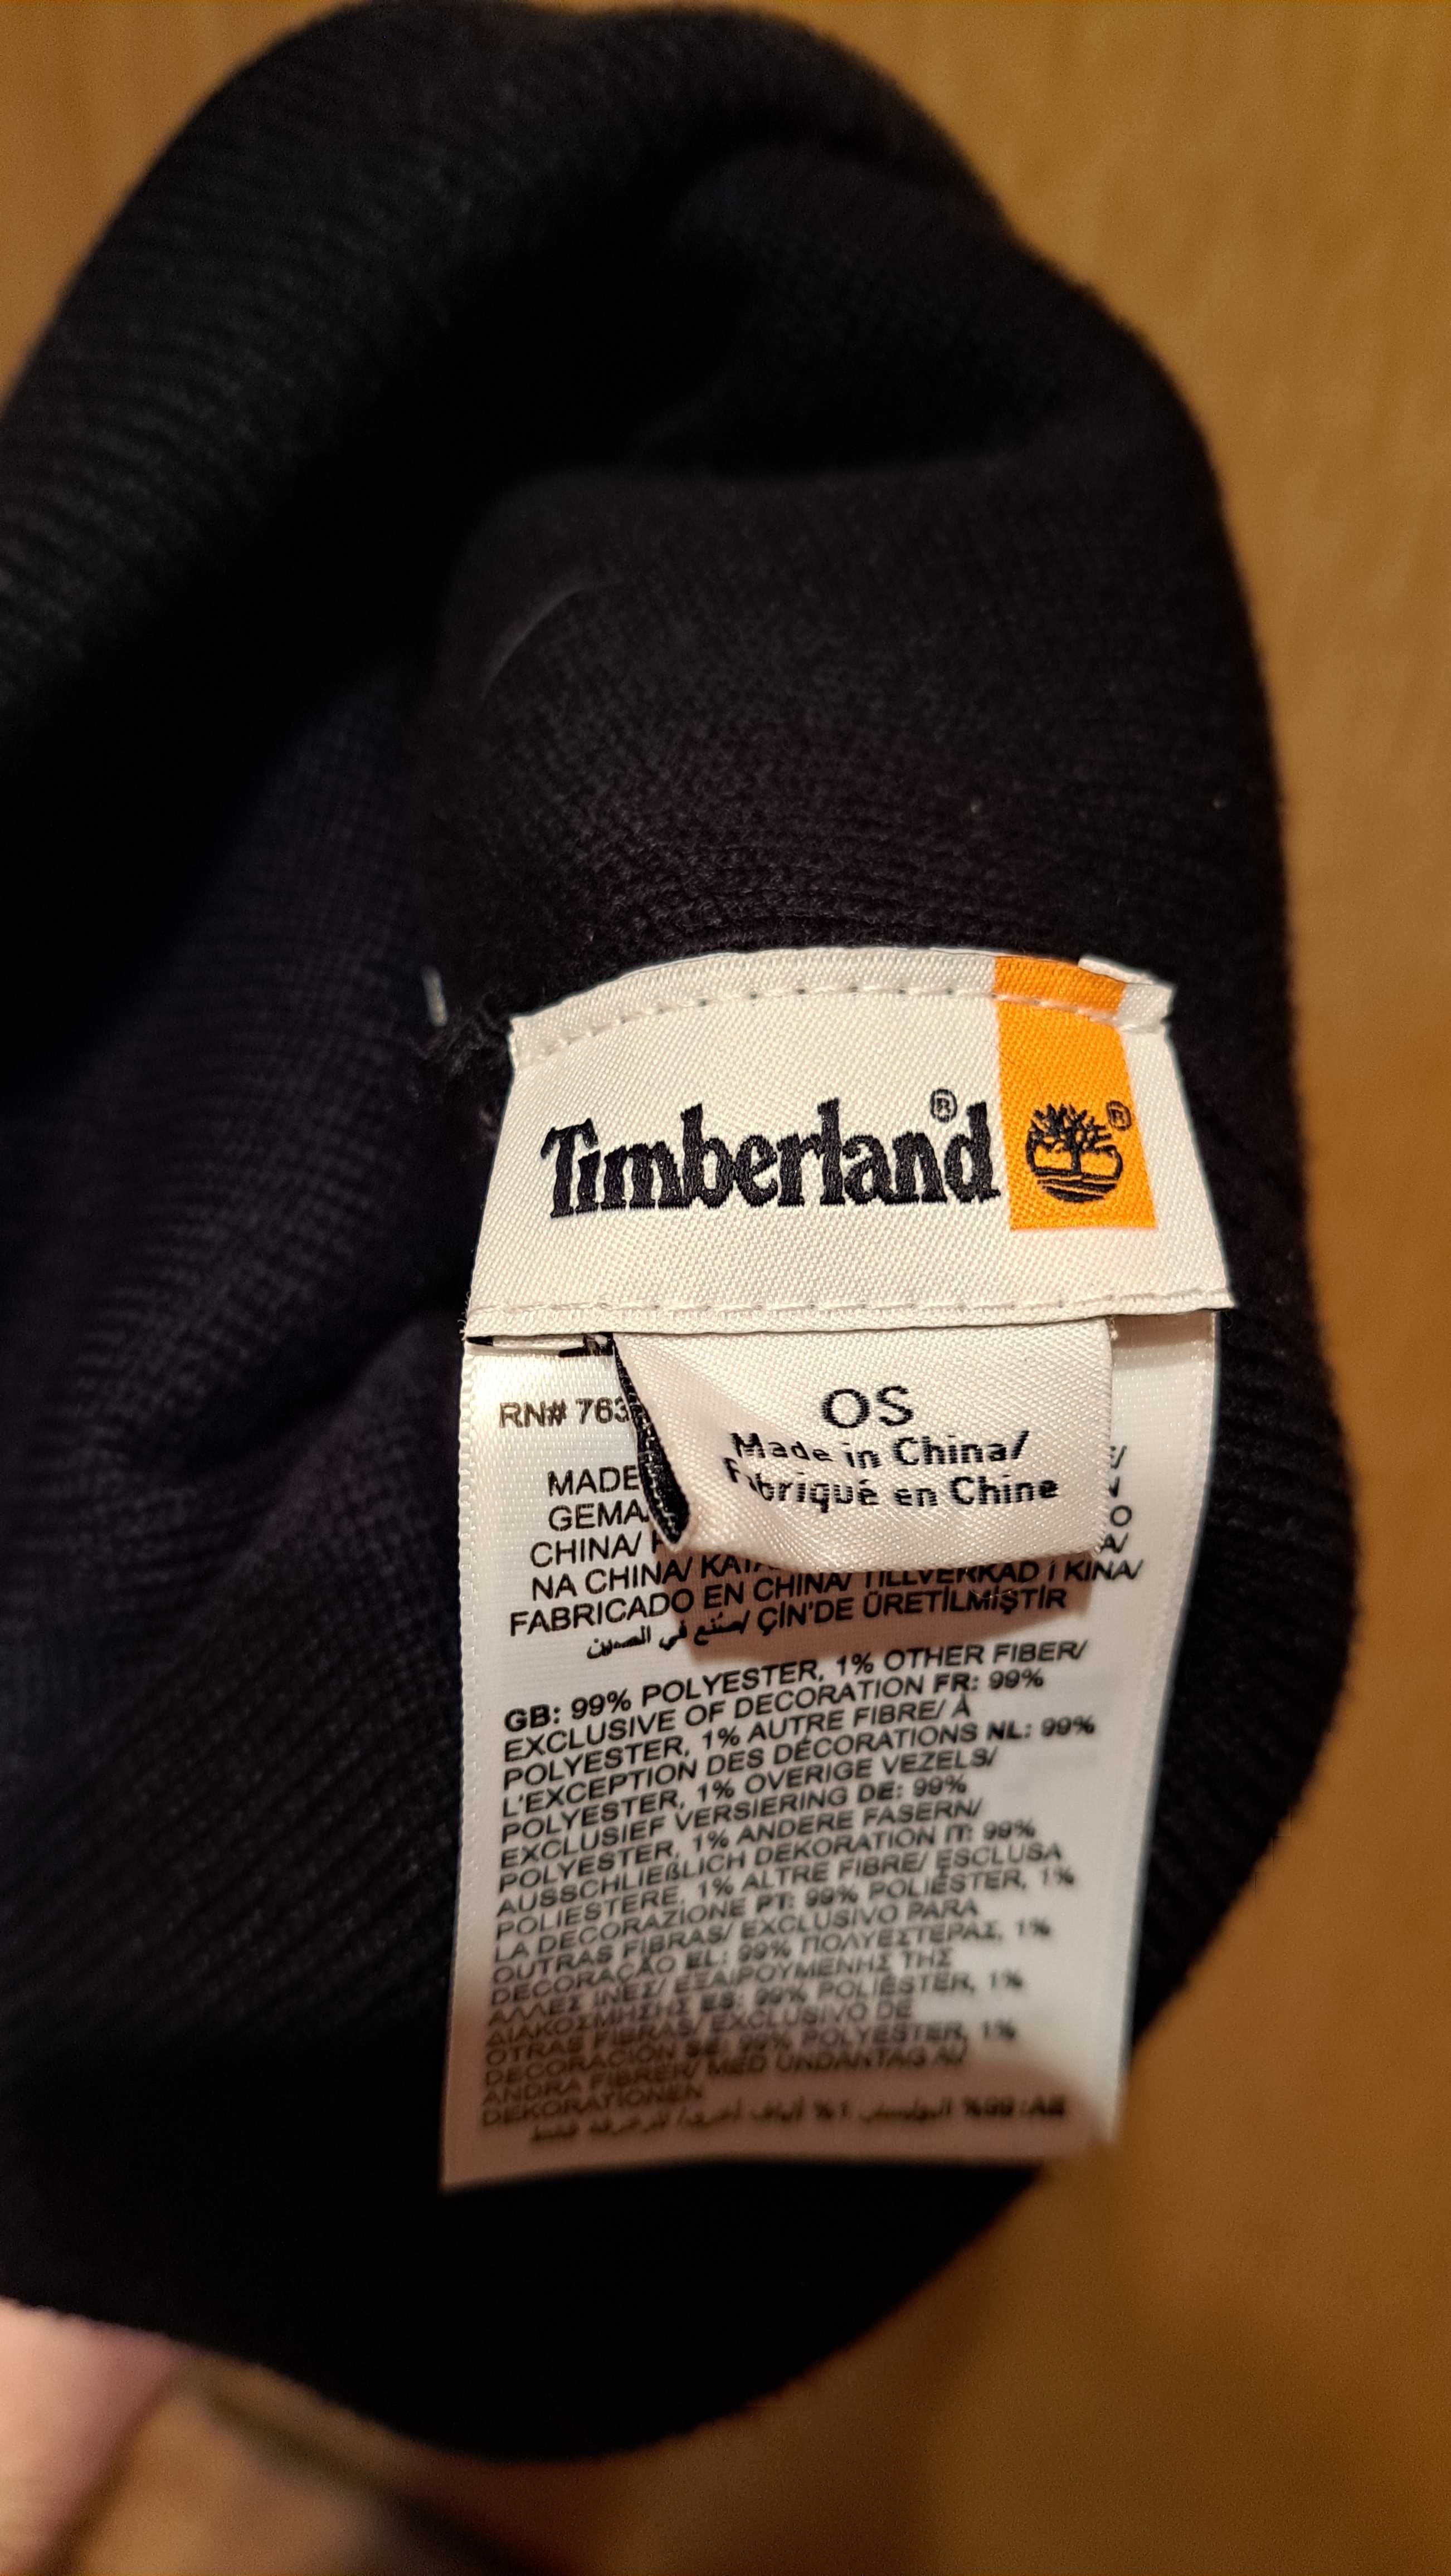 Timberland®
®
OS
Made in China/
Fabriqué en Chine
RN# 763
MADE
GEMA
CHINA/
NA CHINA/ TILLVERKAD I KINA/
FABRICADO EN CHINA/
صنع في الصين/ ÇİN'DE ÜRETİLMİŞTİR
GB: 99% POLYESTER, 1% OTHER FIBER/
EXCLUSIVE OF DECORATION FR: 99%
POLYESTER, 1% AUTRE FIBRE/ À
L'EXCEPTION DES DÉCORATIONS NL: 99%
POLYESTER, 1% OVERIGE VEZELS/
EXCLUSIEF VERSIERING DE: 99%
POLYESTER, 1% ANDERE FASERN/
AUSSCHLIEßLICH DEKORATION IT: 99%
POLIESTERE, 1% ALTRE FIBRE/ ESCLUSA
LA DECORAZIONE PT: 99% POLIÉSTER, 1%
OUTRAS FIBRAS/ EXCLUSIVO PARA
DECORAÇÃO EL: 99% ΠΟΛΥΕΣΤΕΡΑΣ, 1%
ΑΛΛΕΣ ΙΝΕΣ/ ΕΞΑΙΡΟΥΜΕΝΗΣ ΤΗΣ
ΔΙΑΚΟΣΜΗΣΗΣ ES: 99% POLIÉSTER, 1%
OTRAS FIBRAS/ EXCLUSIVO DE
DECORACIÓN SE: 99% POLYESTER, 1%
ANDRA FIBRER/ MED UNDANTAG AV
DEKORATIONEN